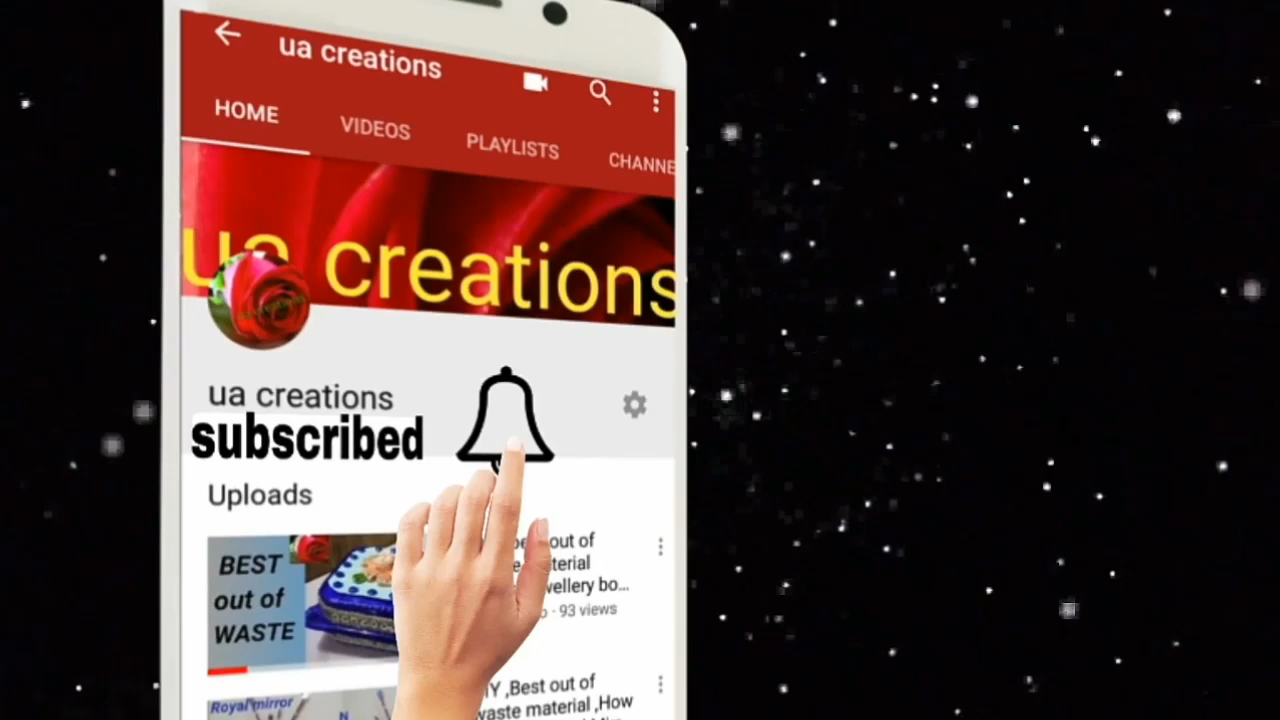 ua creations
HOME VIDEOS PLAYLISTS CHANNE
ua creations
ua creations
subscribed
Uploads
BEST
out of
WASTE
out of
terial
vellery bo...
93 views
Royal mirror
N
Y ,Best out of
waste material ,How